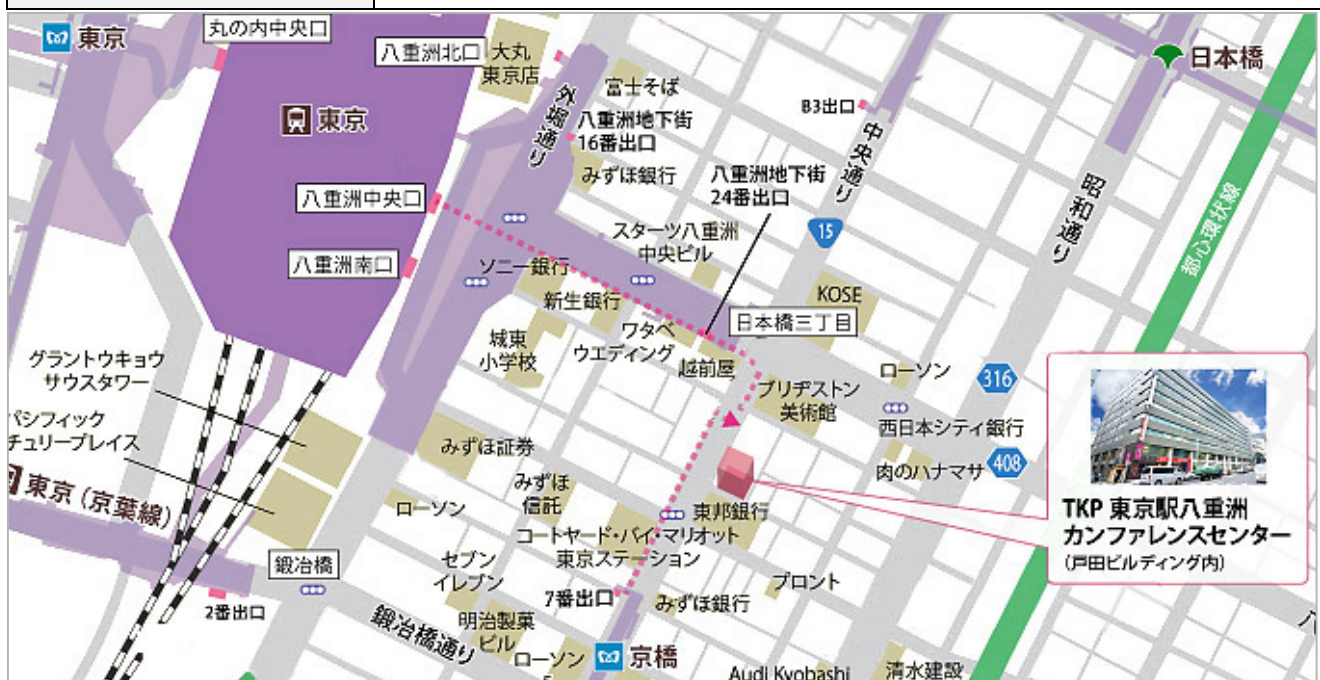 東京
丸の内中央口
八重洲北口
大丸
東京店
外堀通り
富士そば
八重洲地下街
16番出口
みずほ銀行
B3出口
中央通り
日本橋
昭和通り
都心環状線
東京
八重洲中央口
八重洲南口
八重洲地下街
24番出口
スターツ八重洲
中央ビル
15
ソニー銀行
新生銀行
KOSE
日本橋三丁目
城東
小学校
ワタベ
ウエディング
越前屋
ブリヂストン
美術館
ローソン
316
西日本シティ銀行
肉のハナマサ
408
グラントウキョウ
サウスタワー
パシフィック
チュリープレイス
東京(京葉線)
みずほ証券
みずほ
信託
ローソン
東邦銀行
コートヤード・バイ・マリオット
東京ステーション
鍛冶橋
2番出口
セブン
イレブン
7番出口
みずほ銀行
プロント
鍛冶橋通り
明治製菓
ビル
ローソン
京橋
Audi Kyobashi
清水建設
八
TKP 東京駅八重洲
カンファレンスセンター
(戸田ビルディング内)